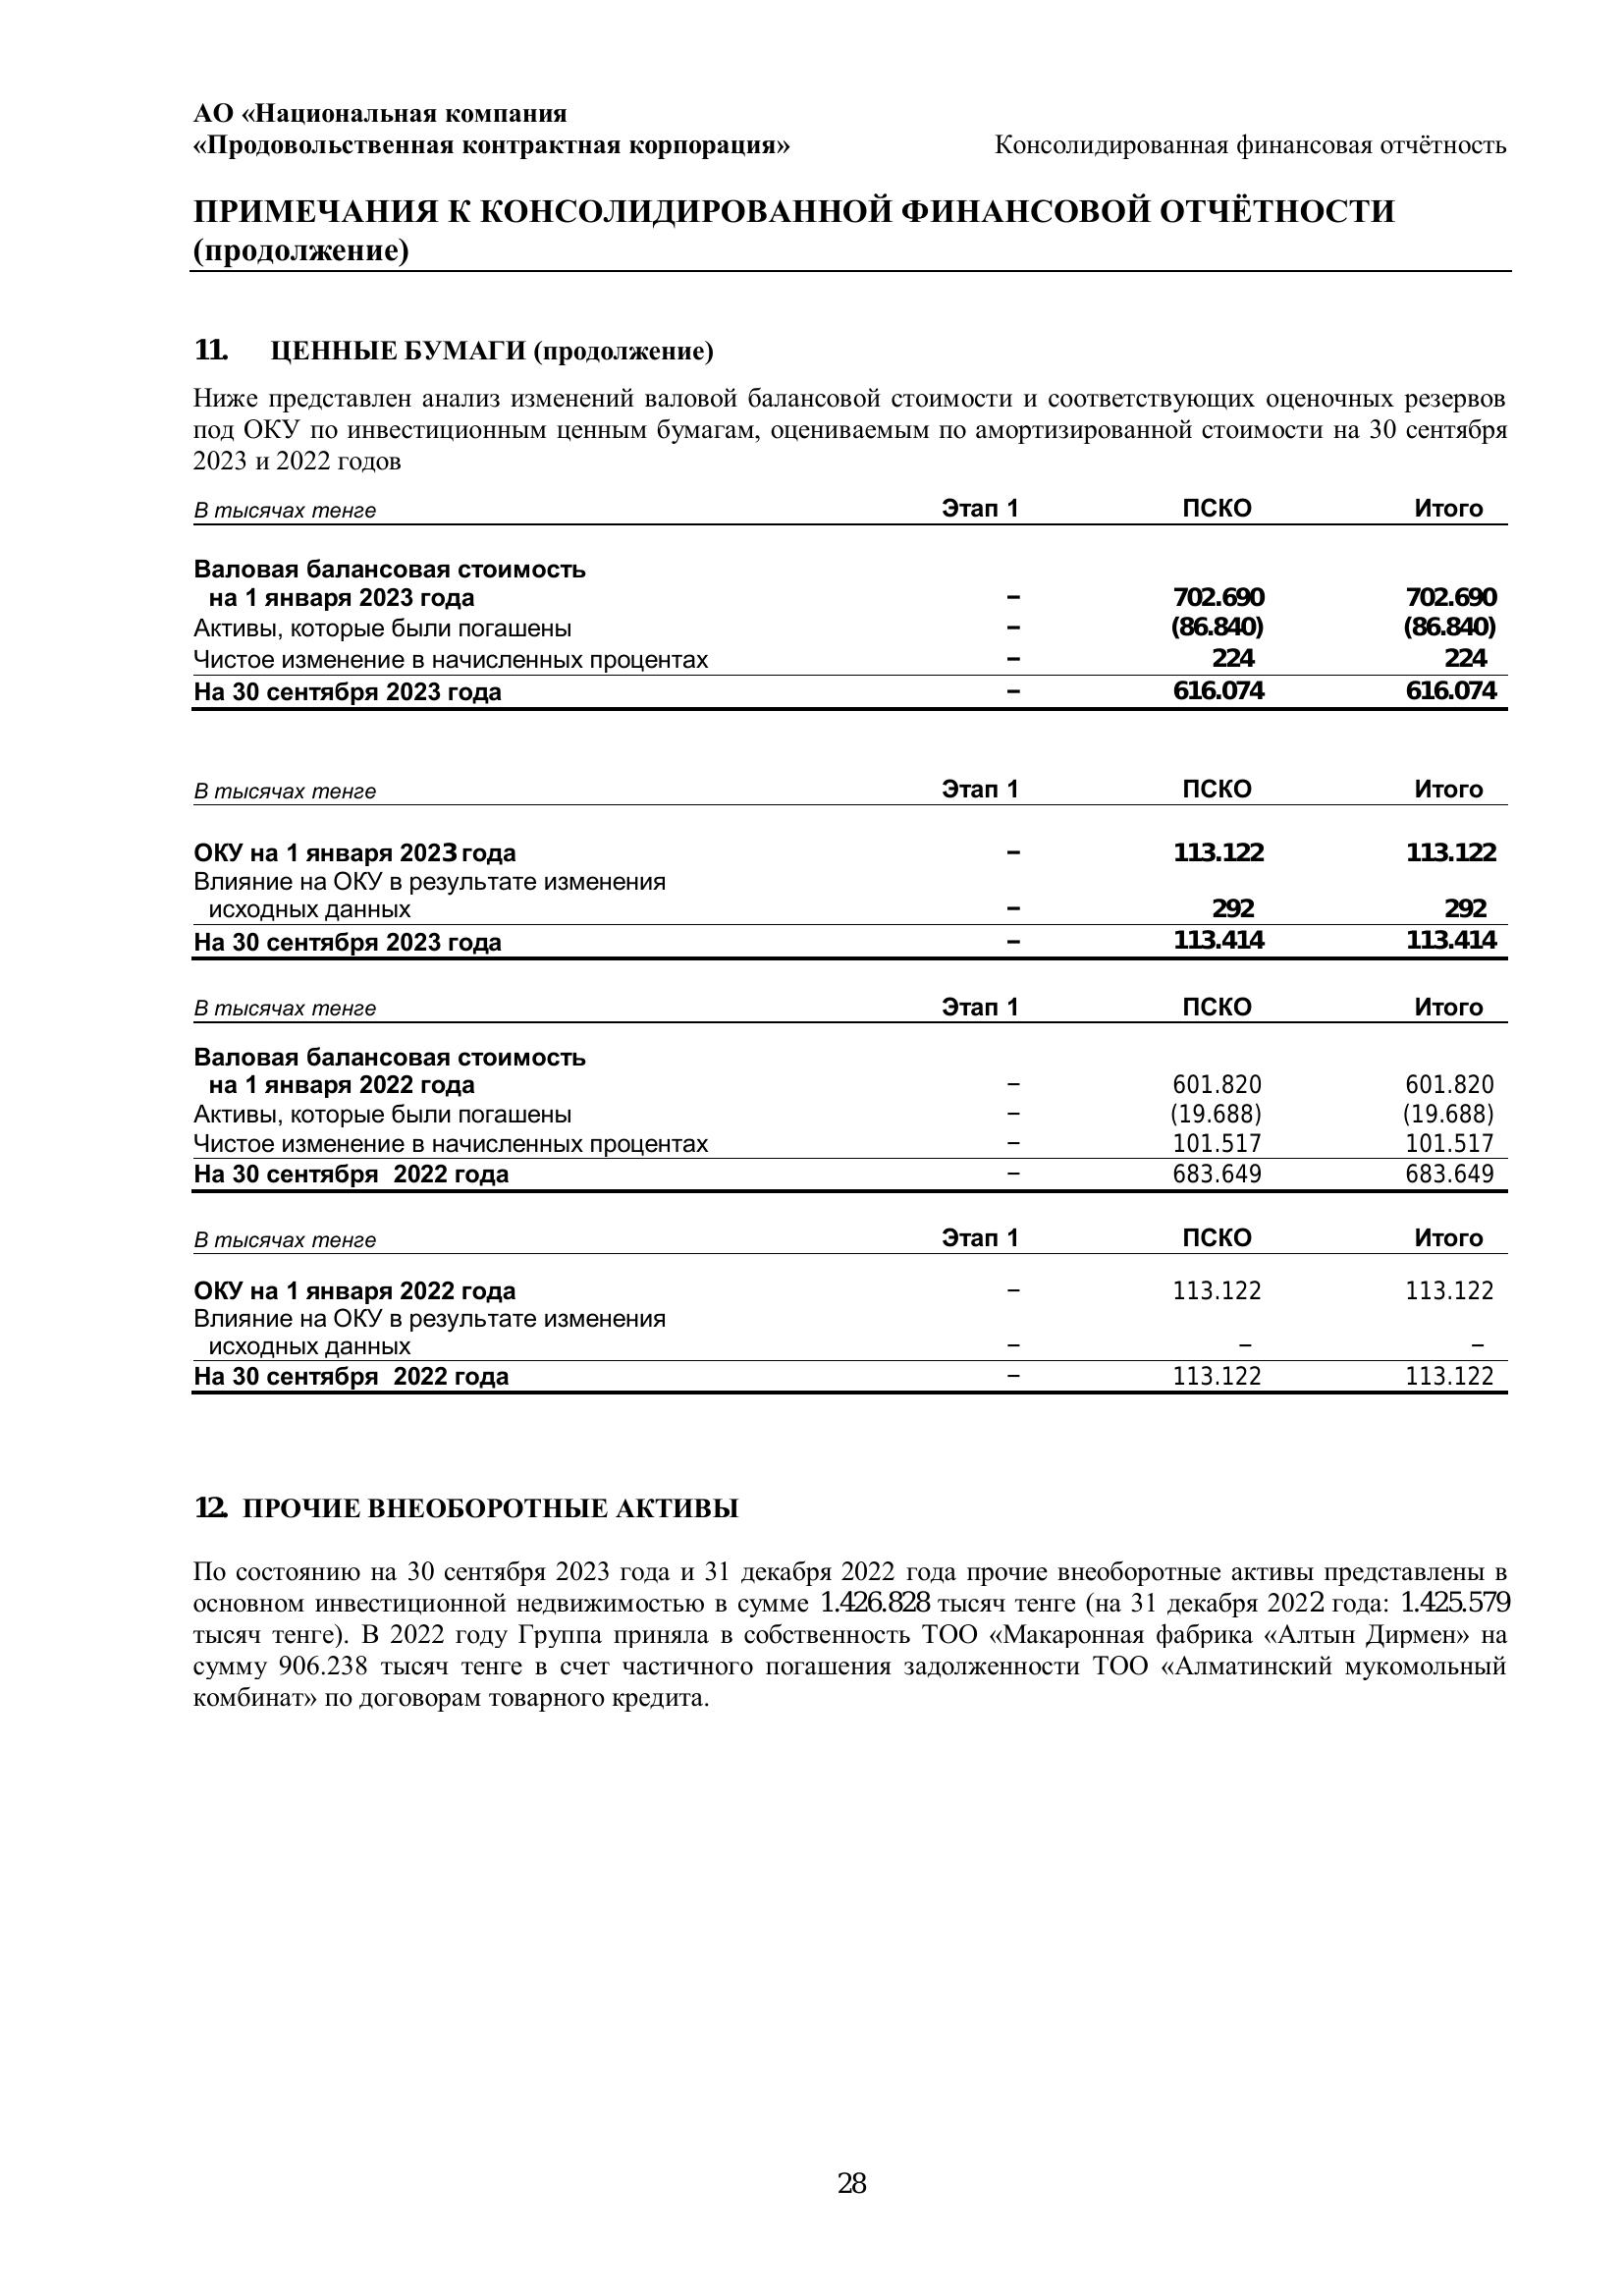 АО «Национальная компания
«Продовольственная контрактная корпорация» Консолидированная финансовая отчётность
ПРИМЕЧАНИЯ К КОНСОЛИДИРОВАННОЙ ФИНАНСОВОЙ ОТЧЁТНОСТИ
(продолжение)
11. ЦЕННЫЕ БУМАГИ (продолжение)
Ниже представлен анализ изменений валовой балансовой стоимости и соответствующих оценочных резервов
под ОКУ по инвестиционным ценным бумагам, оцениваемым по амортизированной стоимости на 30 сентября
2023 и 2022 годов
В тысячах тенге Этап 1 ПСКО Итого
Валовая балансовая стоимость
на 1 января 2023 года – 702.690 702.690
Активы, которые были погашены – (86.840) (86.840)
Чистое изменение в начисленных процентах – 224 224
На 30 сентября 2023 года – 616.074 616.074
В тысячах тенге Этап 1 ПСКО Итого
ОКУ на 1 января 2023 года – 113.122 113.122
Влияние на ОКУ в результате изменения
исходных данных – 292 292
На 30 сентября 2023 года – 113.414 113.414
В тысячах тенге Этап 1 ПСКО Итого
Валовая балансовая стоимость
на 1 января 2022 года – 601.820 601.820
Активы, которые были погашены – (19.688) (19.688)
Чистое изменение в начисленных процентах – 101.517 101.517
На 30 сентября 2022 года – 683.649 683.649
В тысячах тенге Этап 1 ПСКО Итого
ОКУ на 1 января 2022 года – 113.122 113.122
Влияние на ОКУ в результате изменения
исходных данных – – –
На 30 сентября 2022 года – 113.122 113.122
12. ПРОЧИЕ ВНЕОБОРОТНЫЕ АКТИВЫ
По состоянию на 30 сентября 2023 года и 31 декабря 2022 года прочие внеоборотные активы представлены в
основном инвестиционной недвижимостью в сумме 1.426.828 тысяч тенге (на 31 декабря 2022 года: 1.425.579
тысяч тенге). В 2022 году Группа приняла в собственность ТОО «Макаронная фабрика «Алтын Дирмен» на
сумму 906.238 тысяч тенге в счет частичного погашения задолженности ТОО «Алматинский мукомольный
комбинат» по договорам товарного кредита.
28